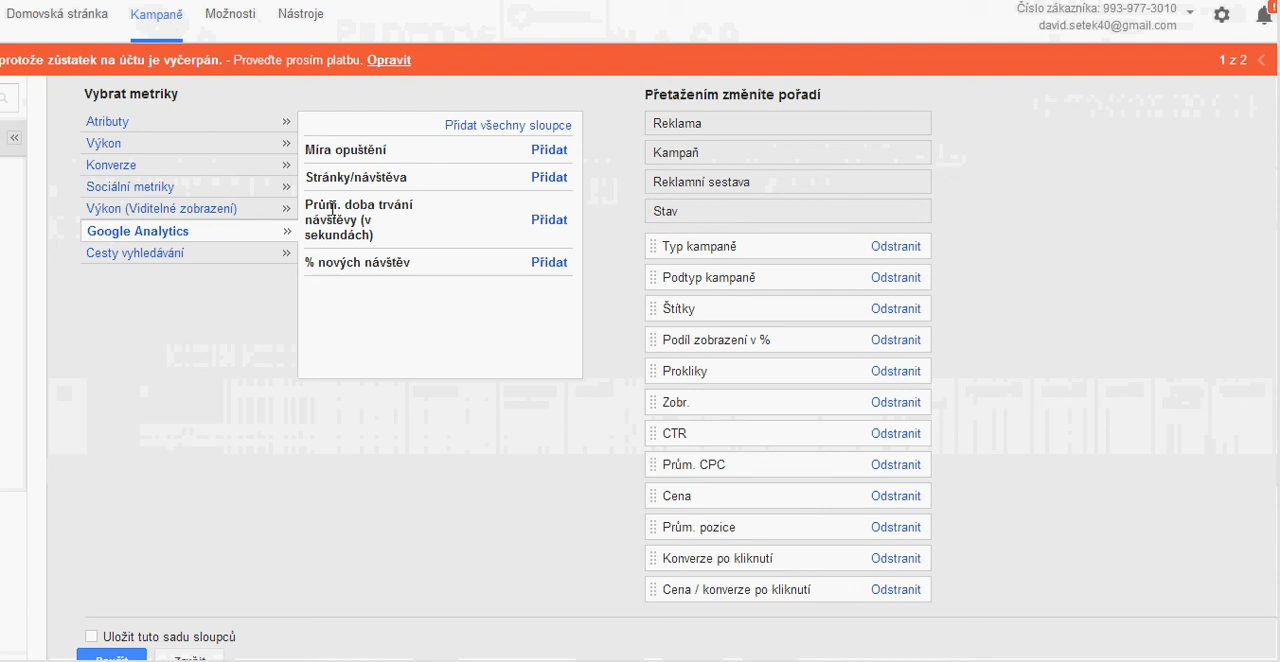 Domovská stránka Kampaně Možnosti Nástroje
Číslo zákazníka: 993-977-3010
david.setek40@gmail.com
protože zůstatek na účtu je vyčerpán. - Proveďte prosím platbu. Opravit 1 z 2
Vybrat metriky
Atributy
Výkon
Konverze
Sociální metriky
Výkon (Viditelné zobrazení)
Google Analytics
Cesty vyhledávání
Přidat všechny sloupce
Míra opuštění Přidat
Stránky/návštěva Přidat
Prům. doba trvání
návštěvy (v Přidat
sekundách)
% nových návštěv Přidat
Přetažením změníte pořadí
Reklama
Kampaň
Reklamní sestava
Stav
Typ kampaně Odstranit
Podtyp kampaně Odstranit
Štítky Odstranit
Podíl zobrazení v % Odstranit
Prokliky Odstranit
Zobr. Odstranit
CTR Odstranit
Prům. CPC Odstranit
Cena Odstranit
Prům. pozice Odstranit
Konverze po kliknutí Odstranit
Cena / konverze po kliknutí Odstranit
Uložit tuto sadu sloupců